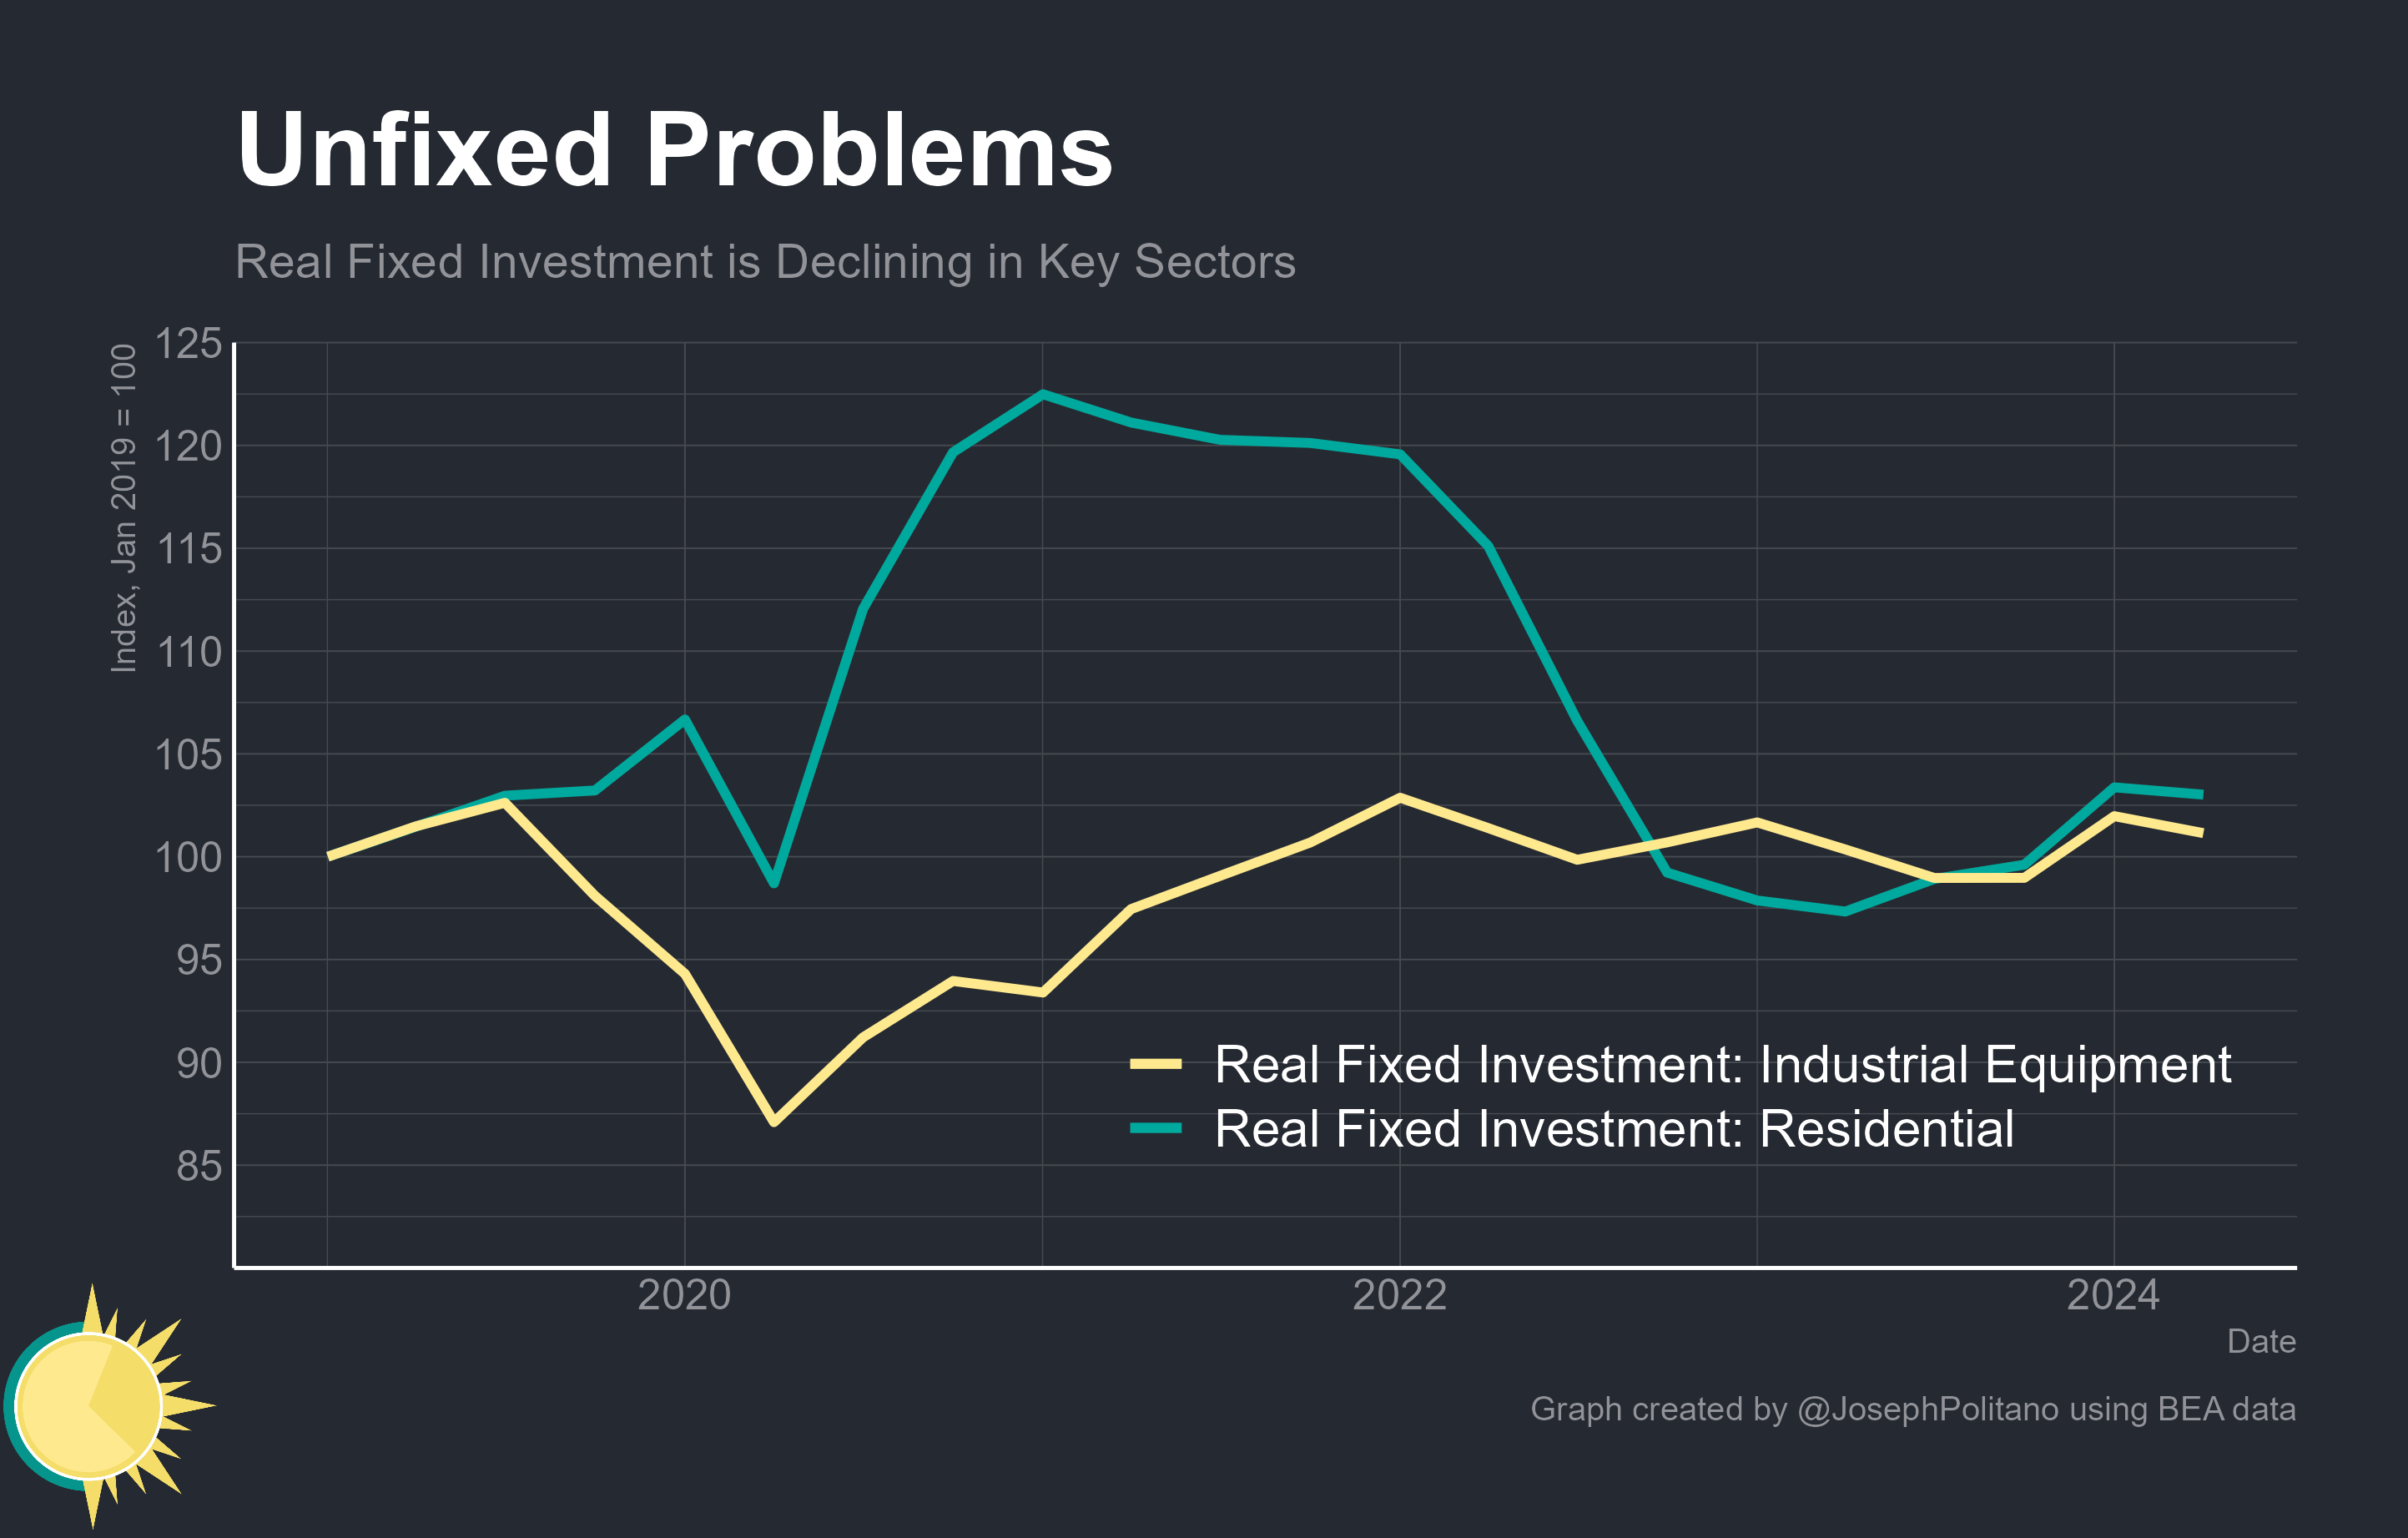 Unfixed Problems
Real Fixed Investment is Declining in Key Sectors
Index, Jan 2019 = 100
125
120
115
110
105
100
95
90
85
Real Fixed Investment: Industrial Equipment
Real Fixed Investment: Residential
2020
2022
2024
Date
Graph created by @JosephPolitano using BEA data